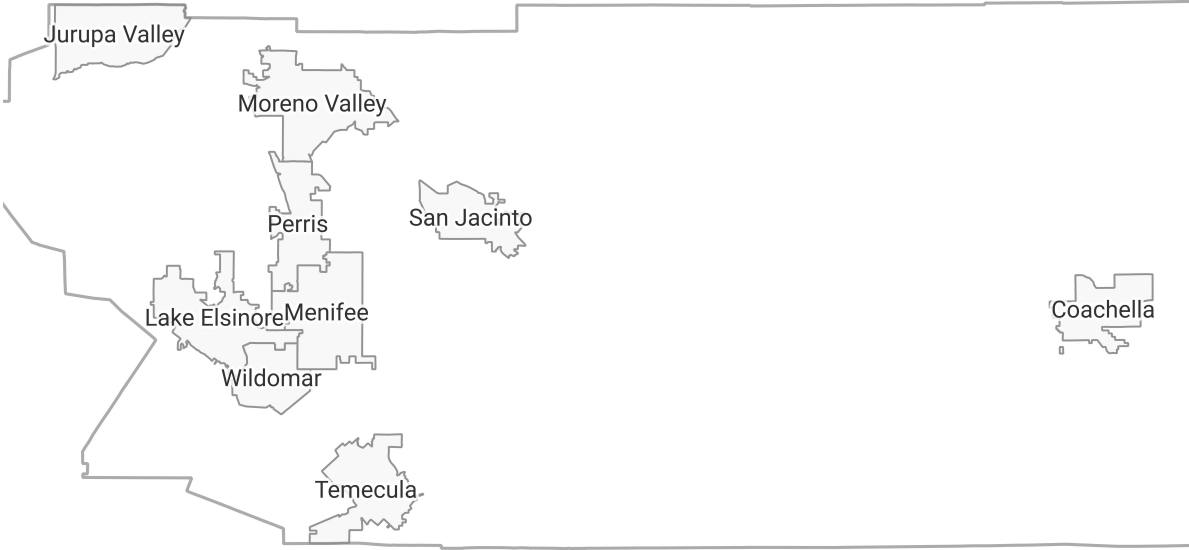 Jurupa Valley
Moreno Valley
San Jacinto
Perris
Coachella
Lake Elsinore
Menifee
Wildomar
Temecula